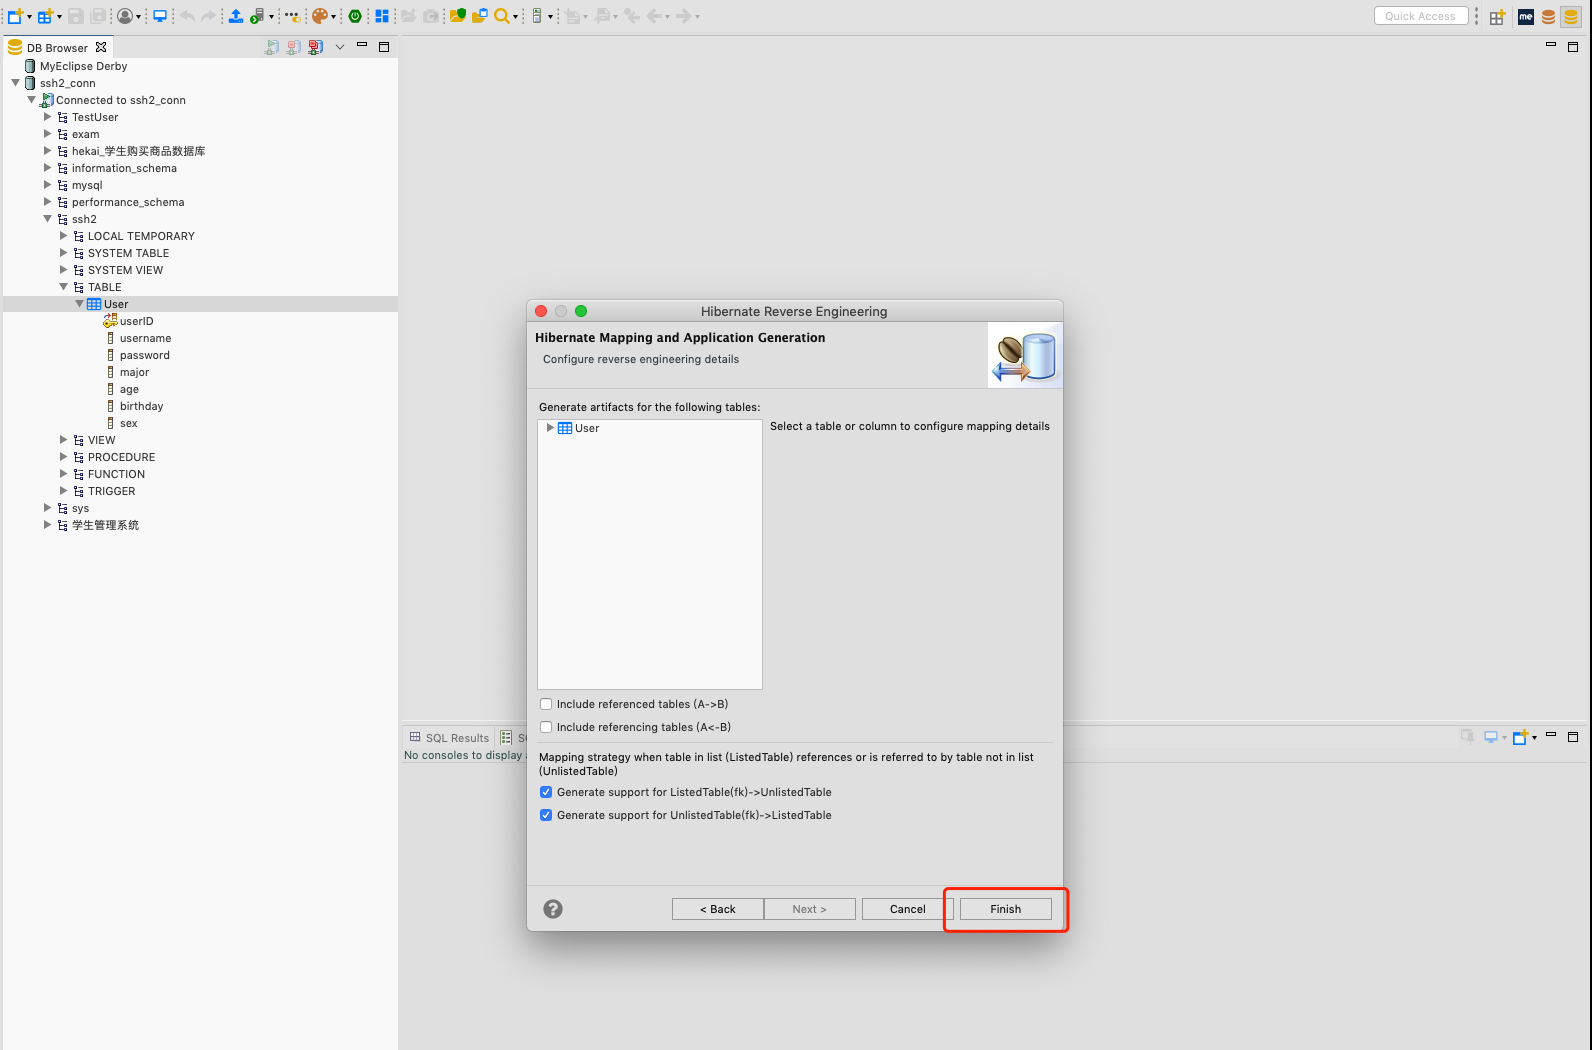 Quick Access
me
DB Browser
MyEclipse Derby
ssh2_conn
Connected to ssh2_conn
TestUser
exam
hekai_学生购买商品数据库
information_schema
mysql
performance_schema
ssh2
LOCAL TEMPORARY
SYSTEM TABLE
SYSTEM VIEW
TABLE
User
userID
username
password
major
age
birthday
sex
VIEW
PROCEDURE
FUNCTION
TRIGGER
sys
学生管理系统
Hibernate Reverse Engineering
Hibernate Mapping and Application Generation
Configure reverse engineering details
Generate artifacts for the following tables:
User
Select a table or column to configure mapping details
Include referenced tables (A->B)
Include referencing tables (A<-B)
Mapping strategy when table in list (ListedTable) references or is referred to by table not in list
(UnlistedTable)
Generate support for ListedTable(fk)->UnlistedTable
Generate support for UnlistedTable(fk)->ListedTable
?
< Back
Next >
Cancel
Finish
SQL Results
No consoles to display